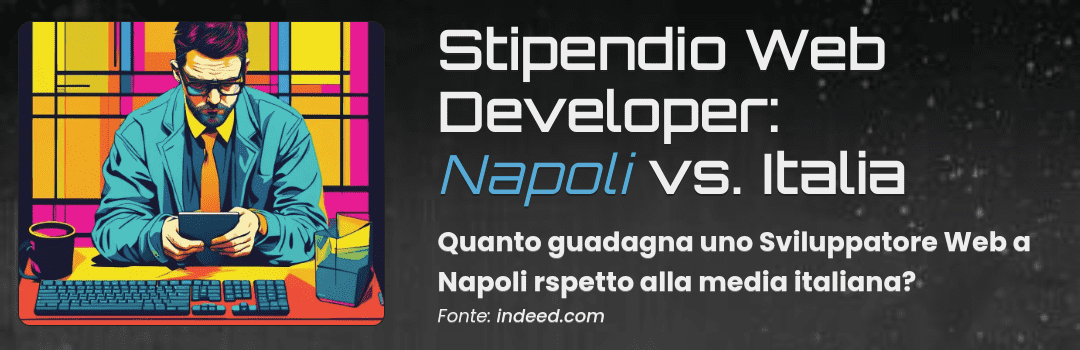 Stipendio Web
Developer:
Napoli vs. Italia
Quanto guadagna uno Sviluppatore Web a
Napoli rspetto alla media italiana?
Fonte: indeed.com